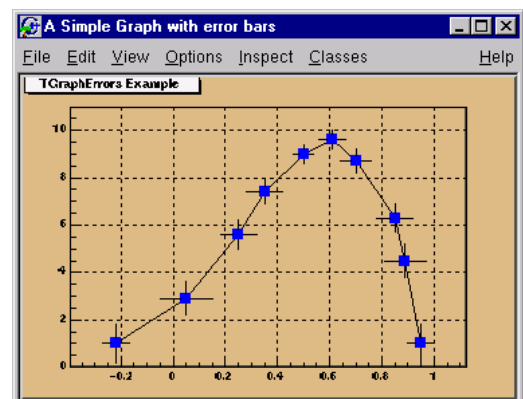 A Simple Graph with error bars
File Edit View Options Inspect Classes Help
TGraphErrors Example
10
8
6
4
2
0
-0.2 0 0.2 0.4 0.6 0.8 1